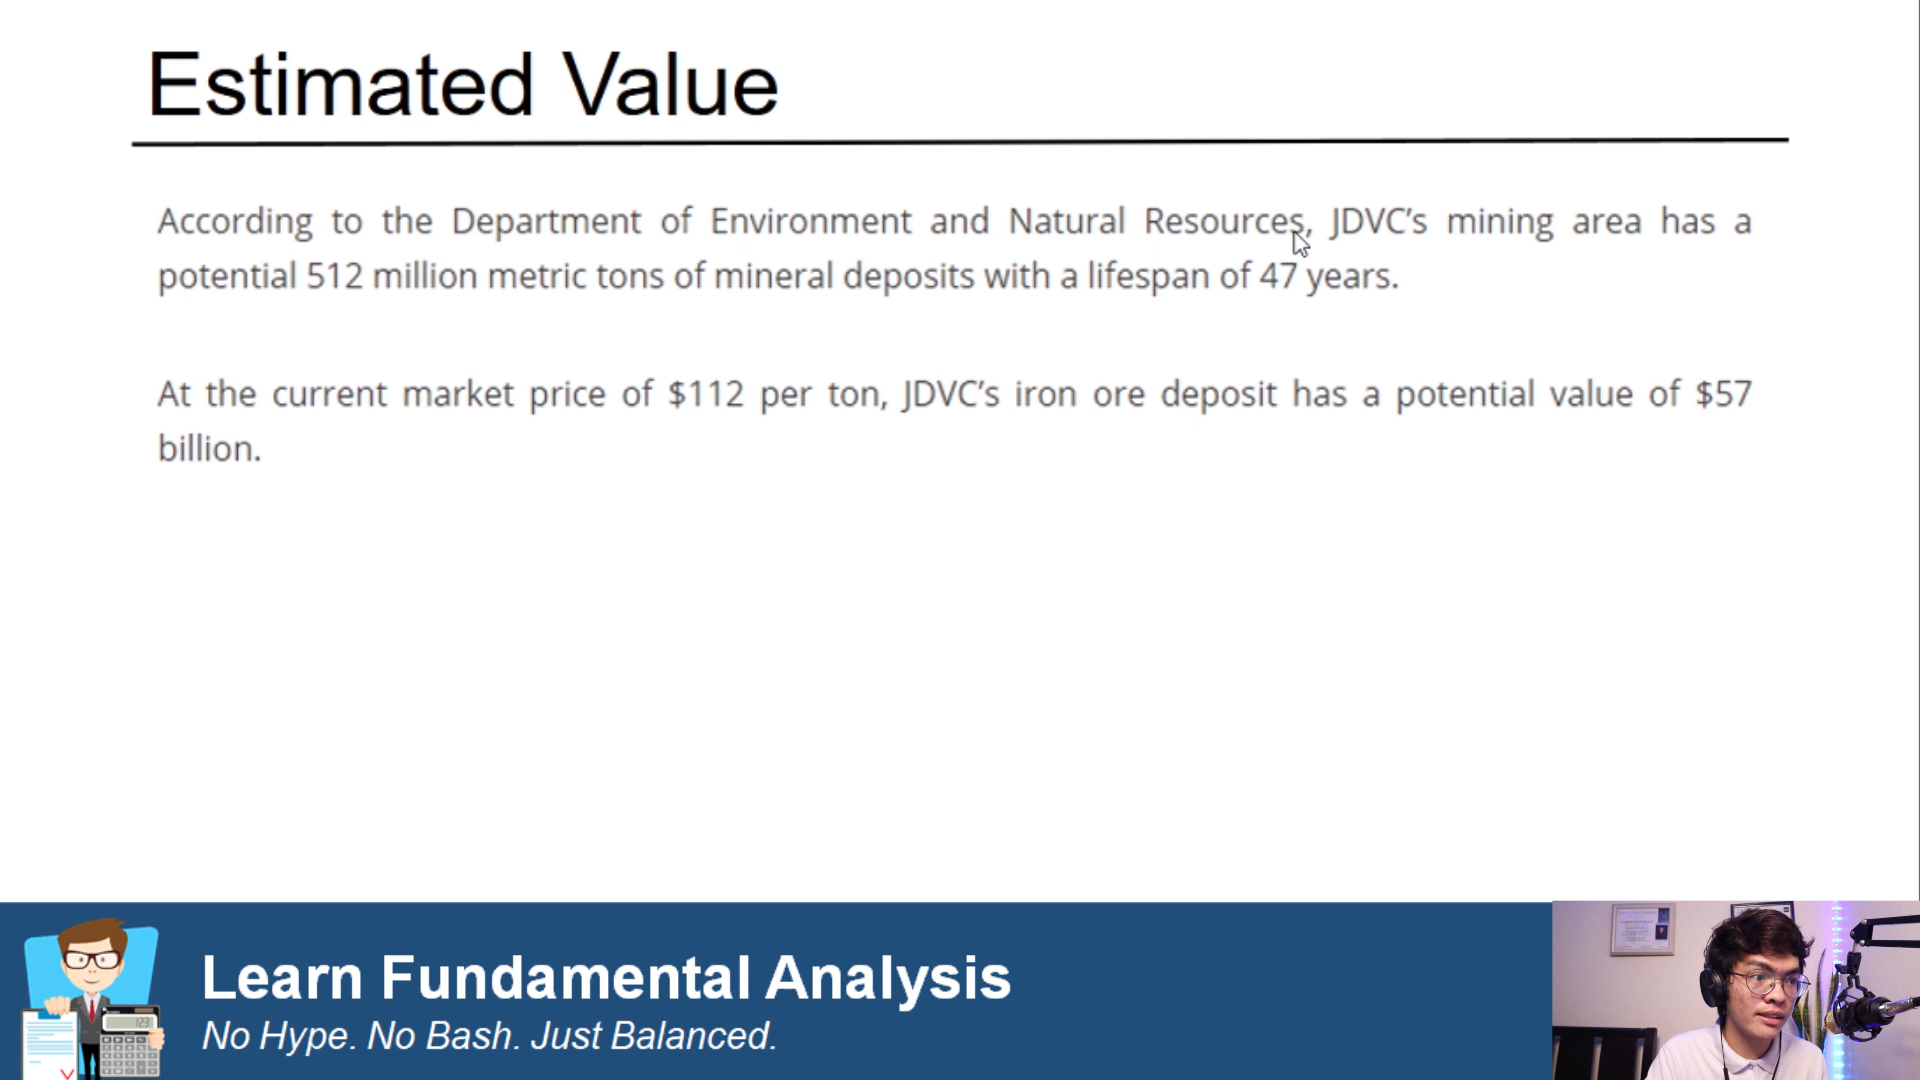 Estimated Value
According to the Department of Environment and Natural Resources, JDVC's mining area has a
potential 512 million metric tons of mineral deposits with a lifespan of 47 years.
At the current market price of $112 per ton, JDVC's iron ore deposit has a potential value of $57
billion.
Learn Fundamental Analysis
No Hype. No Bash. Just Balanced.
123